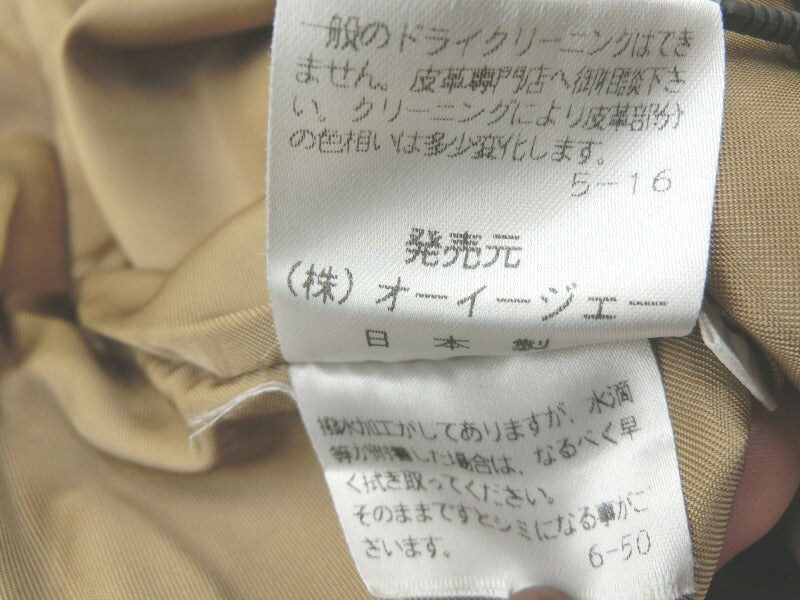 一般のドライクリーニングはでき
ません。皮革専門店へ御相談下さ
い。クリーニングにより皮革部分
の色相いは多少変化します。
5-16
発売元
(株)オーイージェー
日本製
撥水加工がしてありますが、水滴
等が附着した場合は、なるべく早
く拭き取ってください。
そのままですとシミになる事がご
ざいます。
6-50